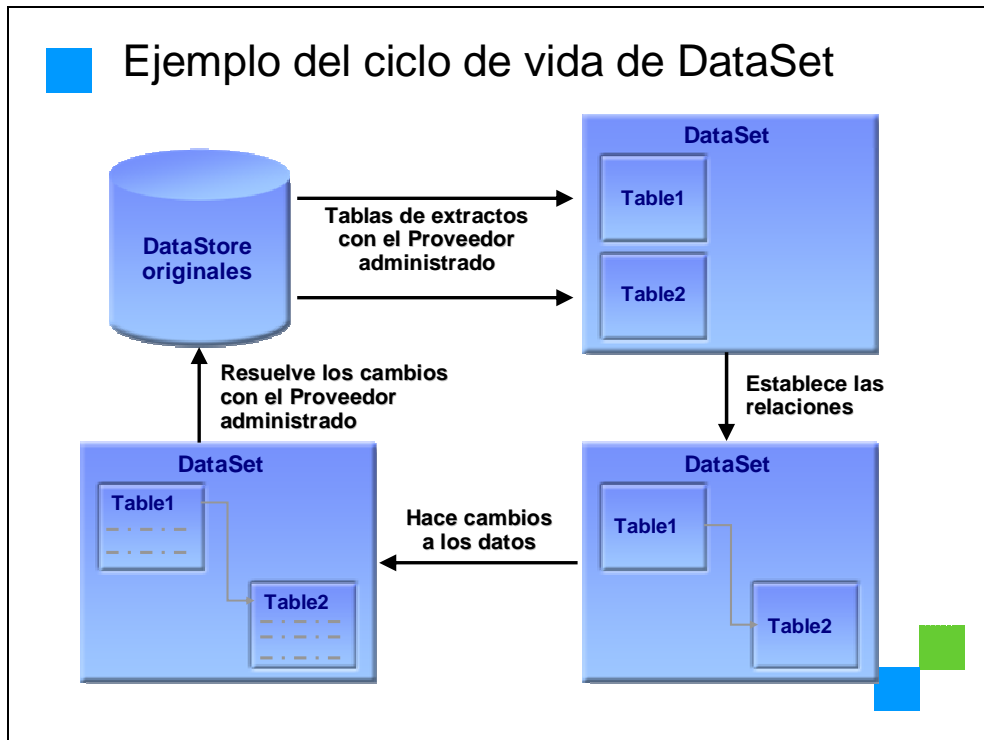 Ejemplo del ciclo de vida de DataSet
DataStore
originales
Tablas de extractos
con el Proveedor
administrado
DataSet
Table1
Table2
Establece las
relaciones
DataSet
Table1
Table2
Hace cambios
a los datos
DataSet
Table1
Table2
Resuelve los cambios
con el Proveedor
administrado